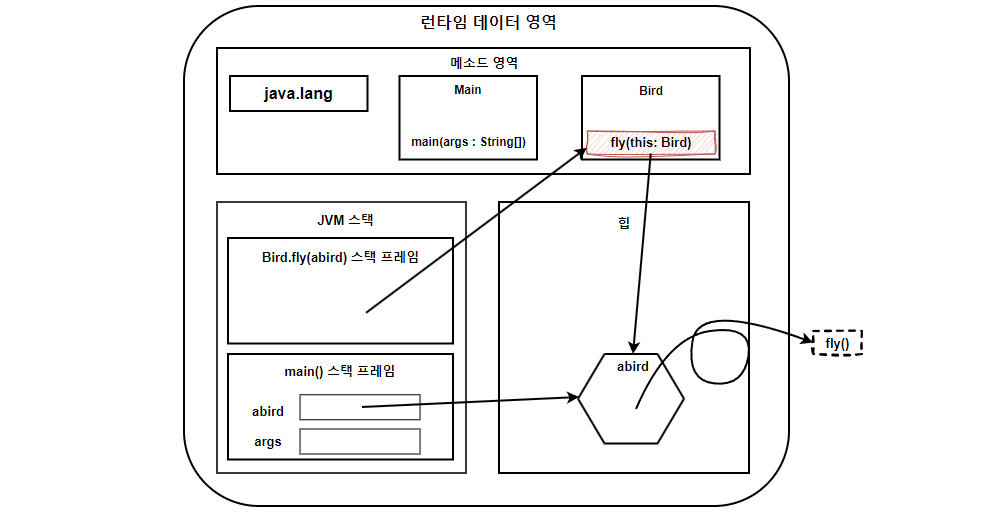 런타임 데이터 영역
메소드 영역
java.lang
Main
main(args : String[])
Bird
fly(this: Bird)
JVM 스택
Bird.fly(abird) 스택 프레임
main() 스택 프레임
abird
args
힙
abird
fly()